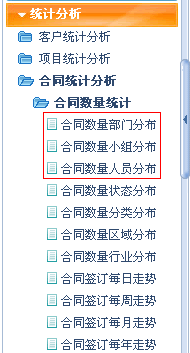 统计分析
客户统计分析
项目统计分析
合同统计分析
合同数量统计
合同数量部门分布
合同数量小组分布
合同数量人员分布
合同数量状态分布
合同数量分类分布
合同数量区域分布
合同数量行业分布
合同签订每日走势
合同签订每周走势
合同签订每月走势
合同签订每年走势